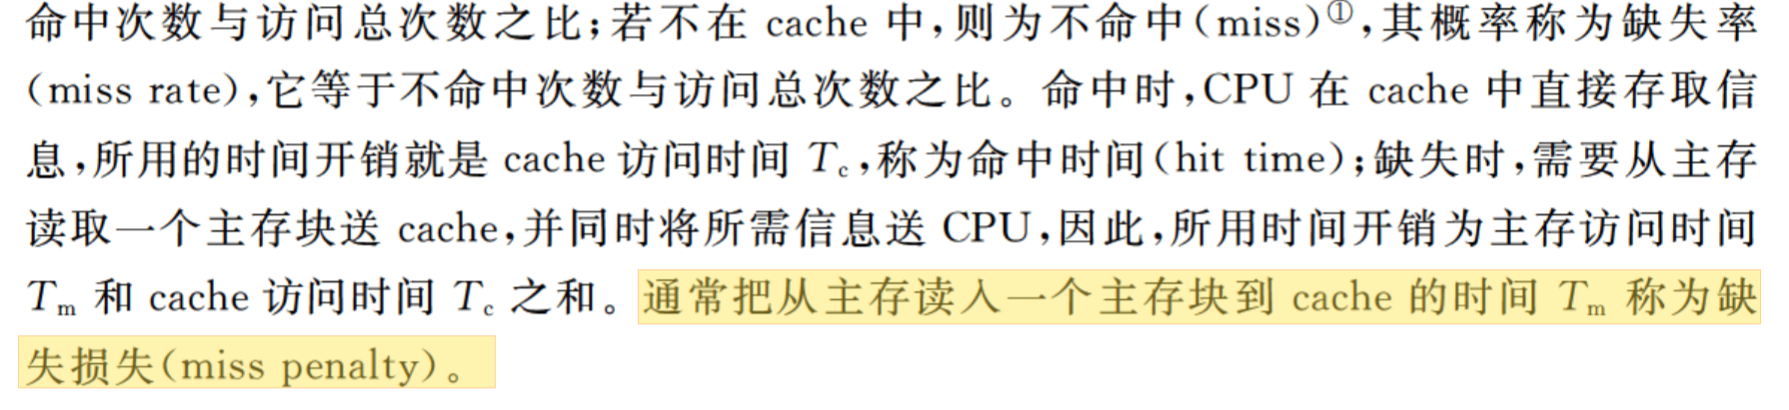 命中次数与访问总次数之比;若不在 cache 中,则为不命中(miss)①,其概率称为缺失率
(miss rate),它等于不命中次数与访问总次数之比。命中时,CPU 在 cache 中直接存取信
息,所用的时间开销就是 cache 访问时间 Tc,称为命中时间(hit time);缺失时,需要从主存
读取一个主存块送 cache,并同时将所需信息送 CPU,因此,所用时间开销为主存访问时间
Tm 和 cache 访问时间 Tc 之和。通常把从主存读入一个主存块到 cache 的时间 Tm 称为缺
失损失(miss penalty)。